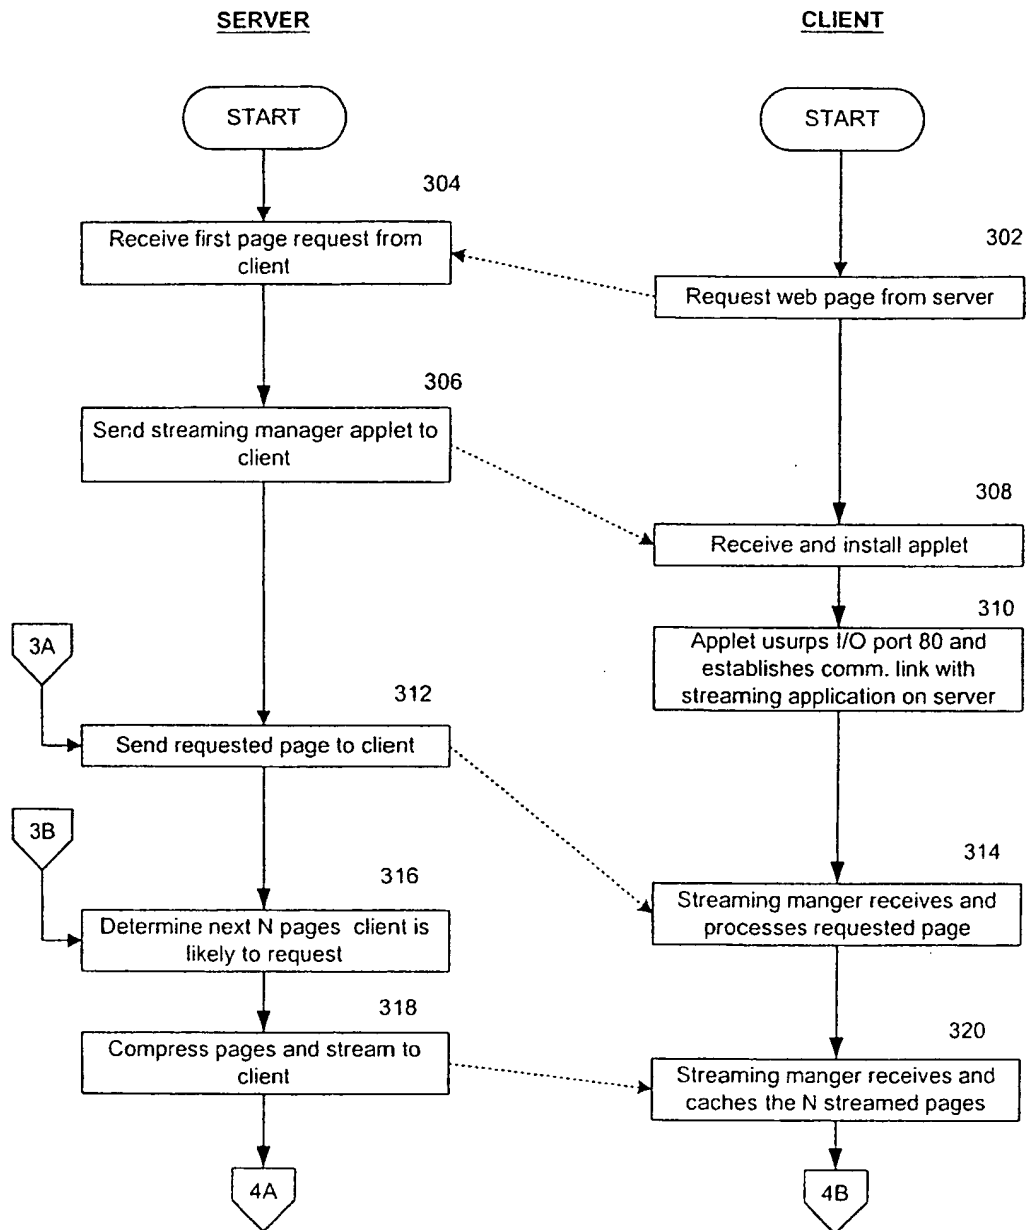 SERVER
CLIENT
START
START
304
Receive first page request from
client
302
Request web page from server
306
Send streaming manager applet to
client
308
Receive and install applet
310
Applet usurps I/O port 80 and
establishes comm. link with
streaming application on server
3A
312
Send requested page to client
3B
314
Streaming manger receives and
processes requested page
316
Determine next N pages client is
likely to request
318
Compress pages and stream to
client
320
Streaming manger receives and
caches the N streamed pages
4A
4B